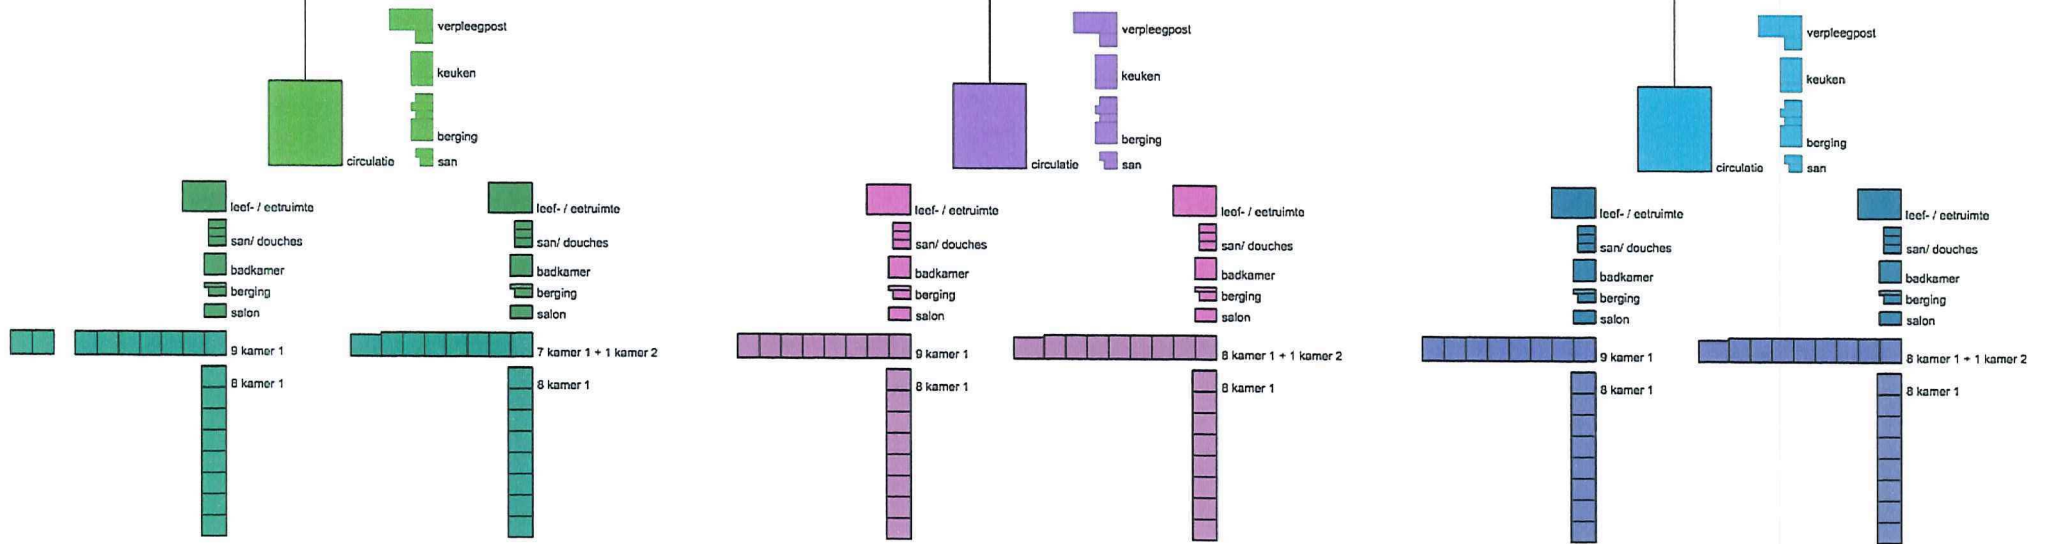 verpleegpost
keuken
berging
circulatie
san
leef- / eetruimte
san/ douches
badkamer
berging
salon
9 kamer 1
8 kamer 1
leef- / eetruimte
san/ douches
badkamer
berging
salon
7 kamer 1 + 1 kamer 2
8 kamer 1
verpleegpost
keuken
berging
circulatie
san
leef- / eetruimte
san/ douches
badkamer
berging
salon
9 kamer 1
8 kamer 1
leef- / eetruimte
san/ douches
badkamer
berging
salon
8 kamer 1 + 1 kamer 2
8 kamer 1
verpleegpost
keuken
berging
circulatie
san
leef- / eetruimte
san/ douches
badkamer
berging
salon
9 kamer 1
8 kamer 1
leef- / eetruimte
san/ douches
badkamer
berging
salon
8 kamer 1 + 1 kamer 2
8 kamer 1